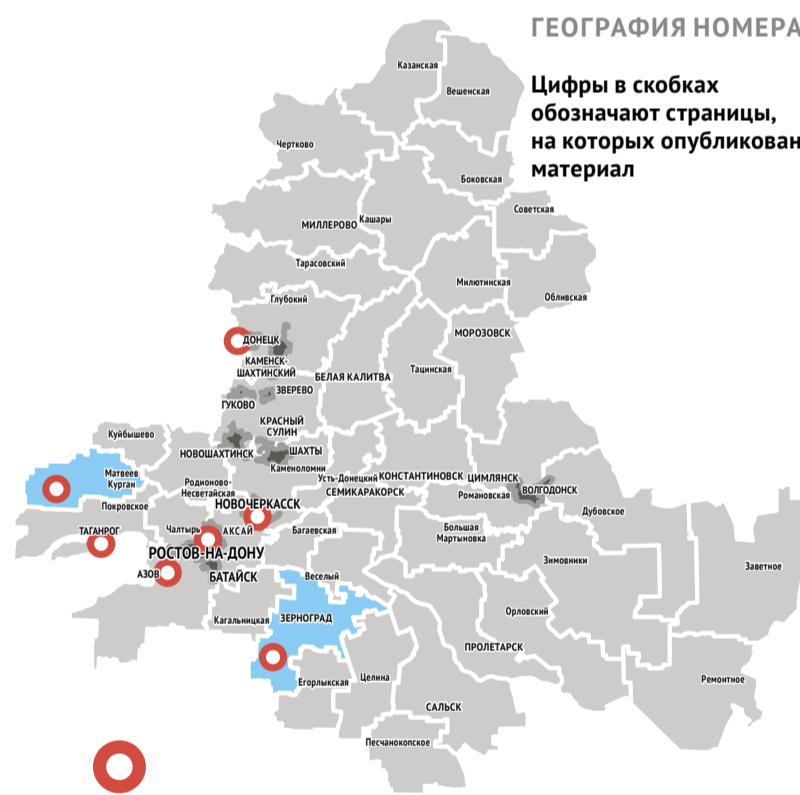 ГЕОГРАФИЯ НОМЕРА
Цифры в скобках
обозначают страницы,
на которых опубликован
материал
Казанская
Вешенская
Чертково
Боковская
Советская
Кашары
МИЛЛЕРОВО
Тарасовский
Милютинская
Обливская
Глубокий
ДОНЕЦК
МОРОЗОВСК
КАМЕНСК-
ШАХТИНСКИЙ
БЕЛАЯ КАЛИТВА
Тацинская
ЗВЕРЕВО
ГУКОВО
КРАСНЫЙ
СУЛИН
Куйбышево
НОВОШАХТИНСК
ШАХТЫ
Каменоломни
Матвеев
Курган
Родионово-
Несветайская
Усть-Донецкий
КОНСТАНТИНОВСК
ЦИМЛЯНСК
СЕМИКАРАКОРСК
Романовская
ВОЛГОДОНСК
Покровское
НОВОЧЕРКАССК
Дубовское
ТАГАНРОГ
Чалтырь
АКСАЙ
Багаевская
Большая
Мартыновка
РОСТОВ-НА-ДОНУ
Зимовники
Заветное
АЗОВ
БАТАЙСК
Веселый
Кагальницкая
ЗЕРНОГРАД
Орловский
ПРОЛЕТАРСК
Егорлыкская
Целина
Ремонтное
САЛЬСК
Песчанокопское